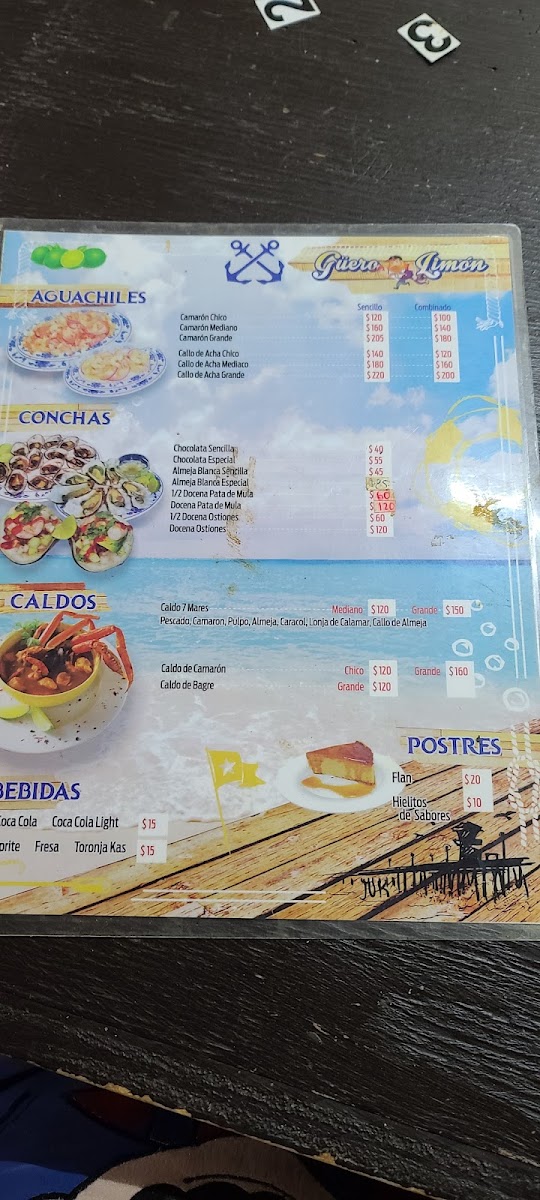 2
3
Güero Limón
AGUACHILES
Sencillo Combinado
Camarón Chico $120 $100
Camarón Mediano $160 $140
Camarón Grande $205 $180
Callo de Acha Chico $140 $120
Callo de Acha Mediaco $180 $160
Callo de Acha Grande $220 $200
CONCHAS
Chocolata Sencilla $40
Chocolata Especial $55
Almeja Blanca Sencilla $45
Almeja Blanca Especial
1/2 Docena Pata de Mula $60
Docena Pata de Mula $120
1/2 Docena Ostiones $60
Docena Ostiones $120
CALDOS
Caldo 7 Mares Mediano $120 Grande $150
Pescado, Camaron, Pulpo, Almeja, Caracol, Lonja de Calamar, Callo de Almeja
Caldo de Camarón Chico $120 Grande $160
Caldo de Bagre Grande $120
POSTRES
Flan $20
Hielitos $10
de Sabores
BEBIDAS
Coca Cola Coca Cola Light $15
Fresa Toronja Kas $15